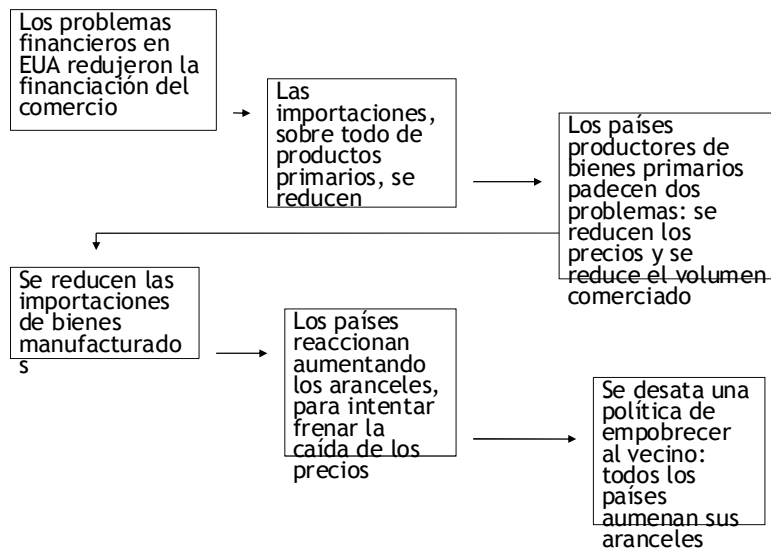 Los problemas
financieros en
EUA redujeron la
financiación del
comercio
Las
importaciones,
sobre todo de
productos
primarios, se
reducen
Los países
productores de
bienes primarios
padecen dos
problemas: se
reducen los
precios y se
reduce el volumen
comerciado
Se reducen las
importaciones
de bienes
manufacturado
s
Los países
reaccionan
aumentando
los aranceles,
para intentar
frenar la
caída de los
precios
Se desata una
política de
empobrecer
al vecino:
todos los
países
aumenan sus
aranceles